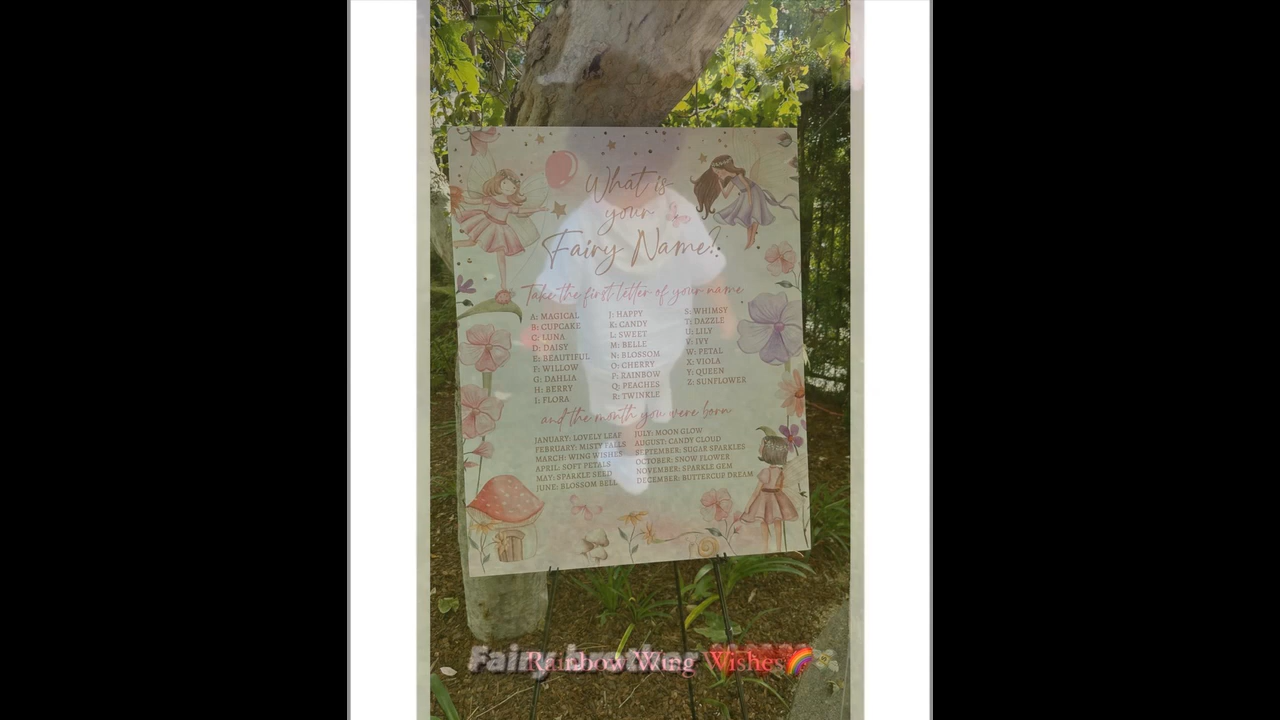 What is
your
Fairy Name?
Take the first letter of your name
A: MAGICAL
B: CUPCAKE
C: LUNA
D: DAISY
E: BEAUTIFUL
F: WILLOW
G: DAHLIA
H: BERRY
I: FLORA
J: HAPPY
K: CANDY
L: SWEET
M: BELLE
N: BLOSSOM
O: CHERRY
P: RAINBOW
Q: PEACHES
R: TWINKLE
S: WHIMSY
T: DAZZLE
U: LILY
V: IVY
W: PETAL
X: VIOLA
Y: QUEEN
Z: SUNFLOWER
and the month you were born
JANUARY: LOVELY LEAF
FEBRUARY: MISTY FALLS
MARCH: WING WISHES
APRIL: SOFT PETALS
MAY: SPARKLE SEED
JUNE: BLOSSOM BELL
JULY: MOON GLOW
AUGUST: CANDY CLOUD
SEPTEMBER: SUGAR SPARKLES
OCTOBER: SNOW FLOWER
NOVEMBER: SPARKLE GEM
DECEMBER: BUTTERCUP DREAM
Fairy brother
Rainbow Wing Wishes🌈